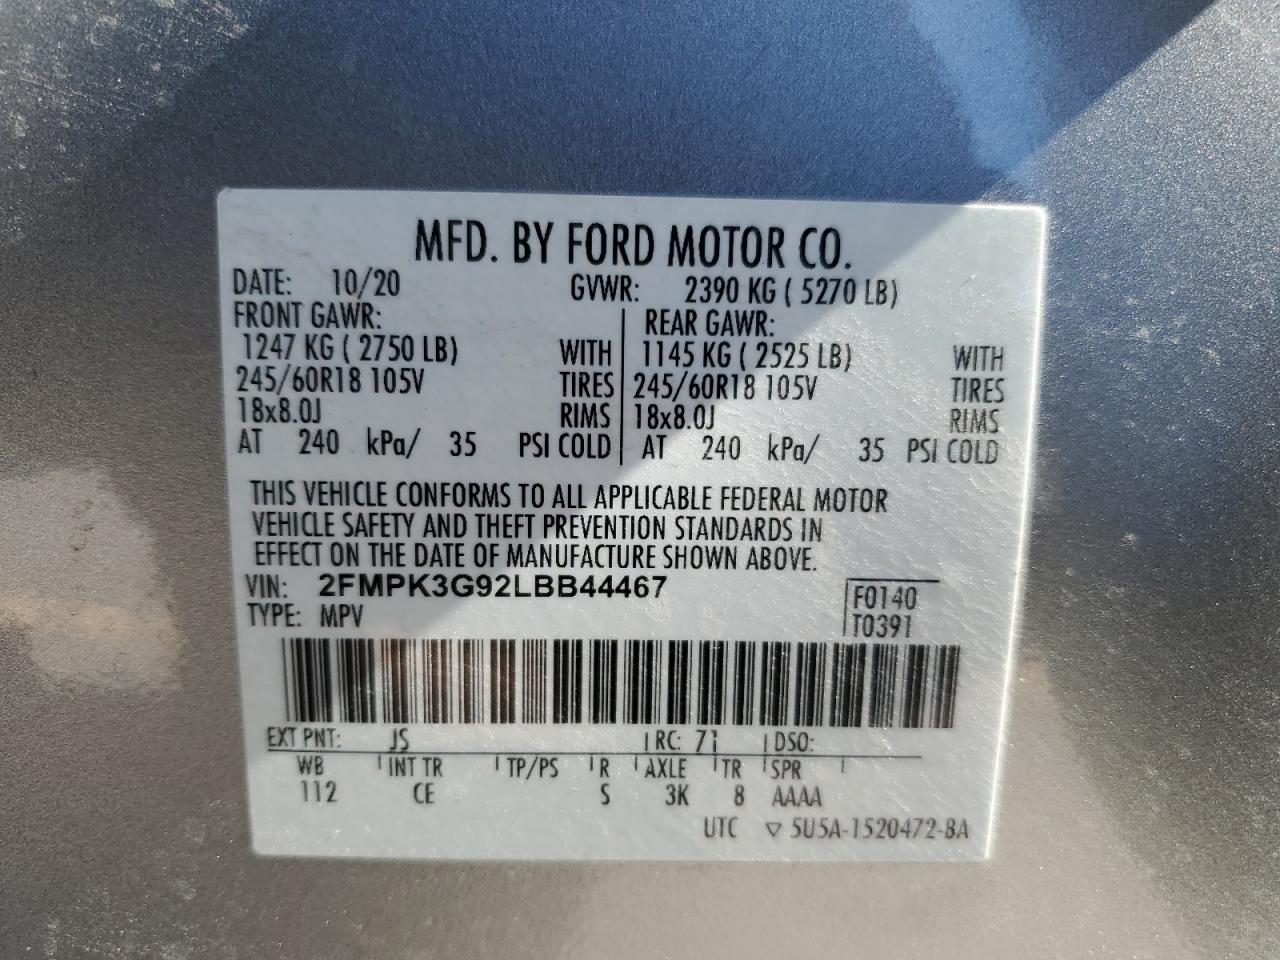 MFD. BY FORD MOTOR CO.
DATE: 10/20 GVWR: 2390 KG ( 5270 LB)
FRONT GAWR: REAR GAWR:
1247 KG ( 2750 LB) WITH 1145 KG ( 2525 LB) WITH
245/60R18 105V TIRES 245/60R18 105V TIRES
18x8.0J RIMS 18x8.0J RIMS
AT 240 kPa/ 35 PSI COLD AT 240 kPa/ 35 PSI COLD
THIS VEHICLE CONFORMS TO ALL APPLICABLE FEDERAL MOTOR
VEHICLE SAFETY AND THEFT PREVENTION STANDARDS IN
EFFECT ON THE DATE OF MANUFACTURE SHOWN ABOVE.
VIN: 2FMPK3G92LBB44467
TYPE: MPV
F0140
T0391
EXT PNT: JS RC: 71 DSO:
WB INT TR TP/PS R AXLE TR SPR
112 CE S 3K 8 AAAA
UTC ▽ 5U5A-1520472-BA